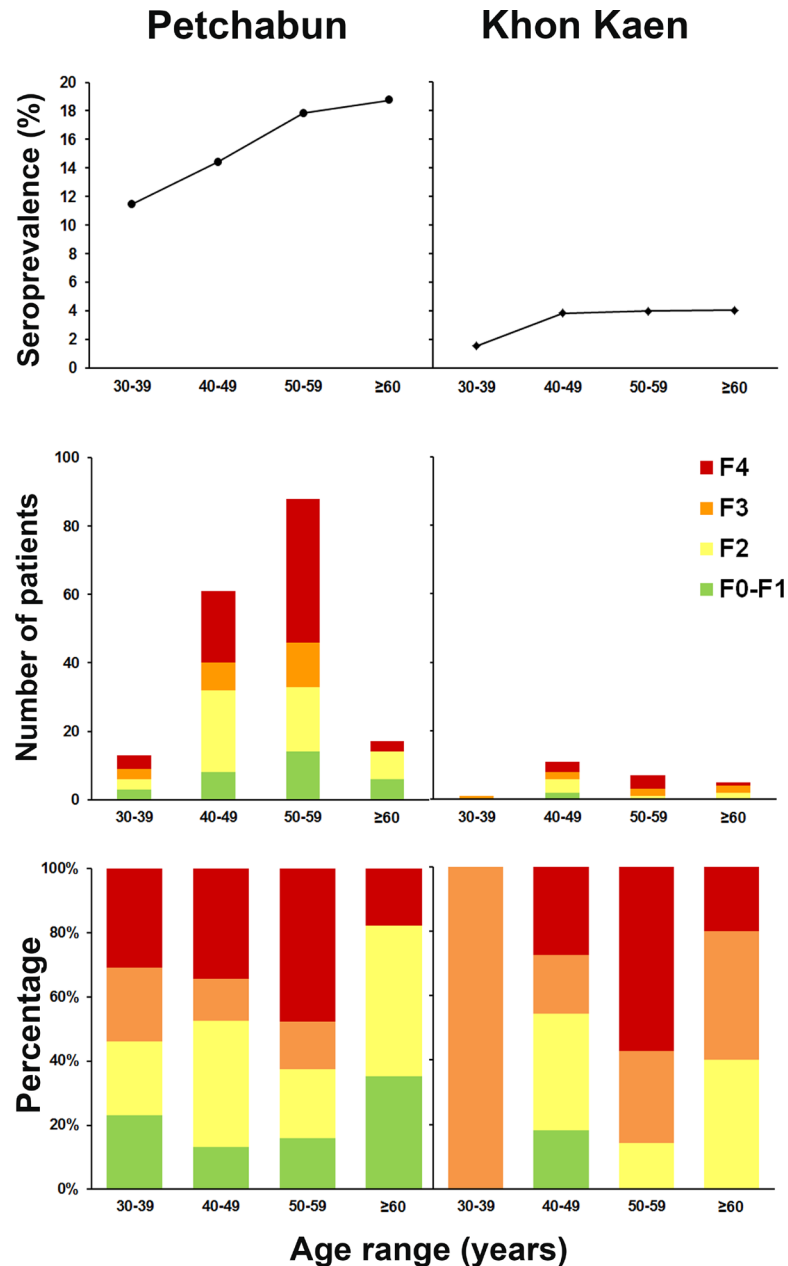 Petchabun Khon Kaen
Seroprevalence (%)
20
18
16
14
12
10
8
6
4
2
0
30-39 40-49 50-59 ≥60 30-39 40-49 50-59 ≥60
Number of patients
100
80
60
40
20
0
F4
F3
F2
F0-F1
30-39 40-49 50-59 ≥60 30-39 40-49 50-59 ≥60
Percentage
100%
80%
60%
40%
20%
0%
30-39 40-49 50-59 ≥60 30-39 40-49 50-59 ≥60
Age range (years)